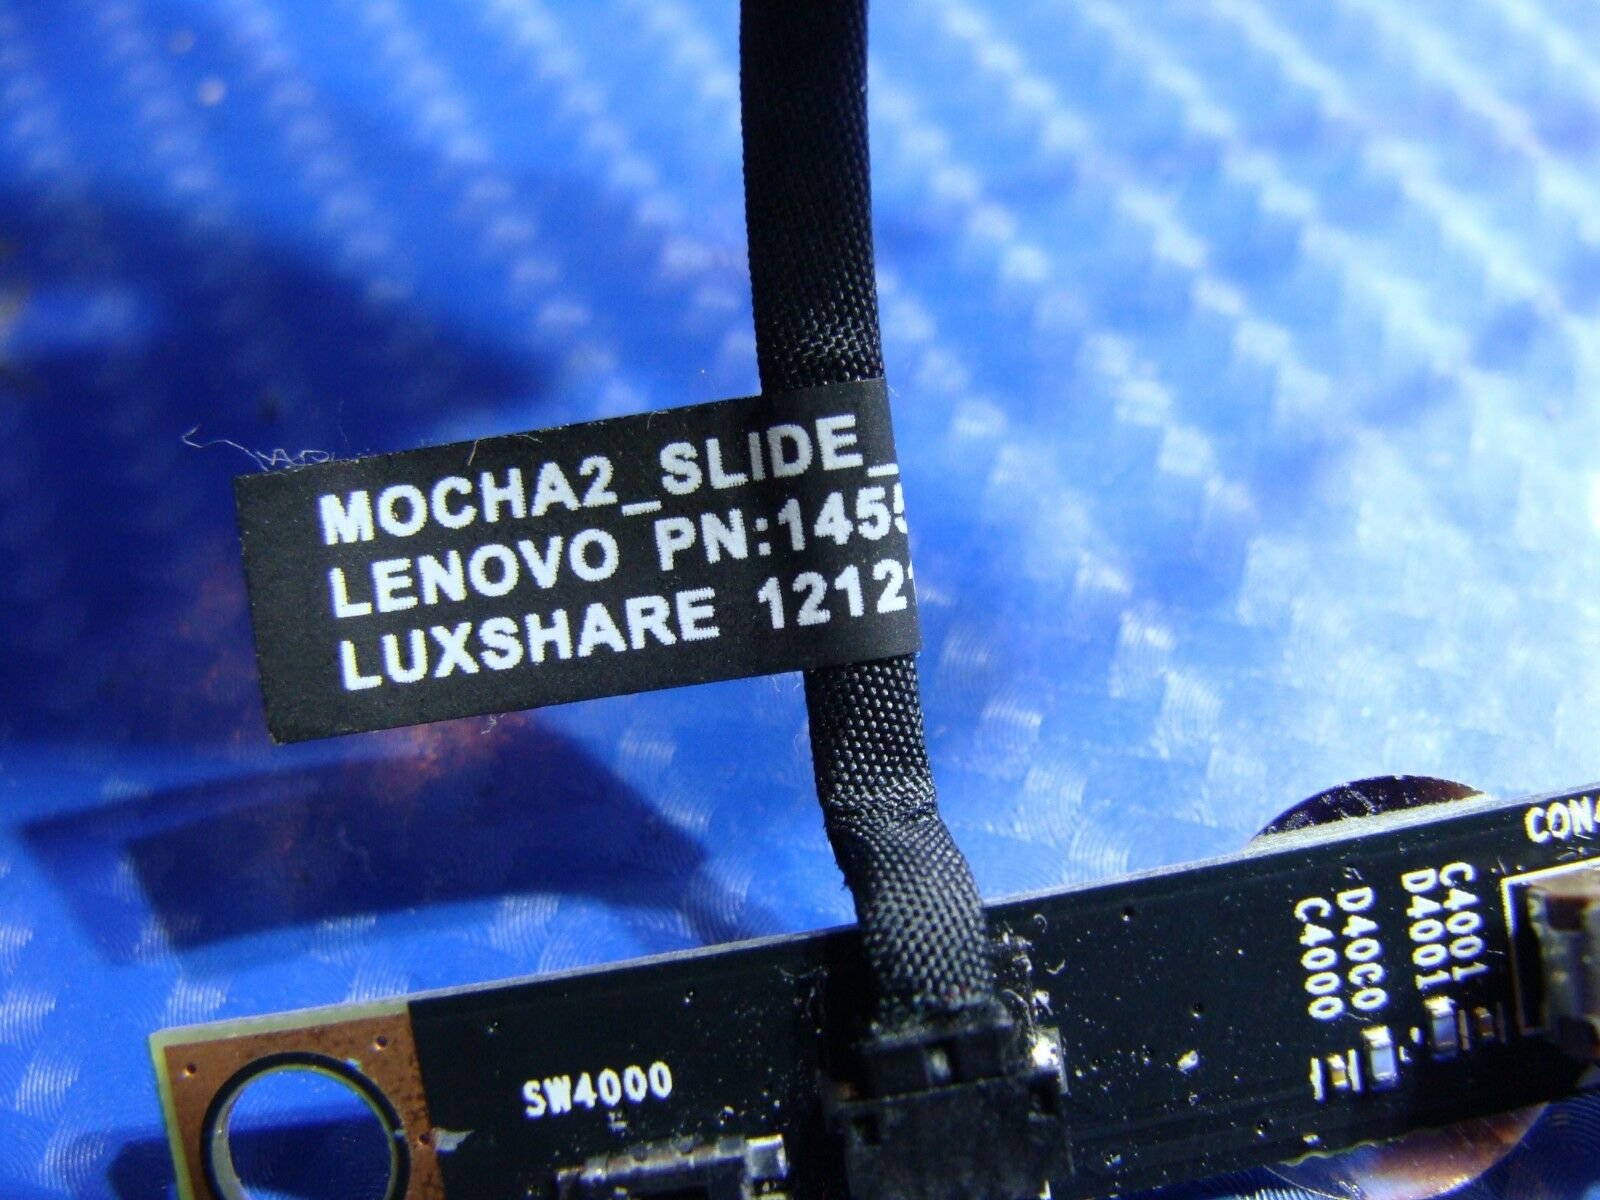 MOCHA2_SLIDE_
LENOVO PN:1455
LUXSHARE 1212
SW4000
C4000
D40C0
D4001
C4001
CON4